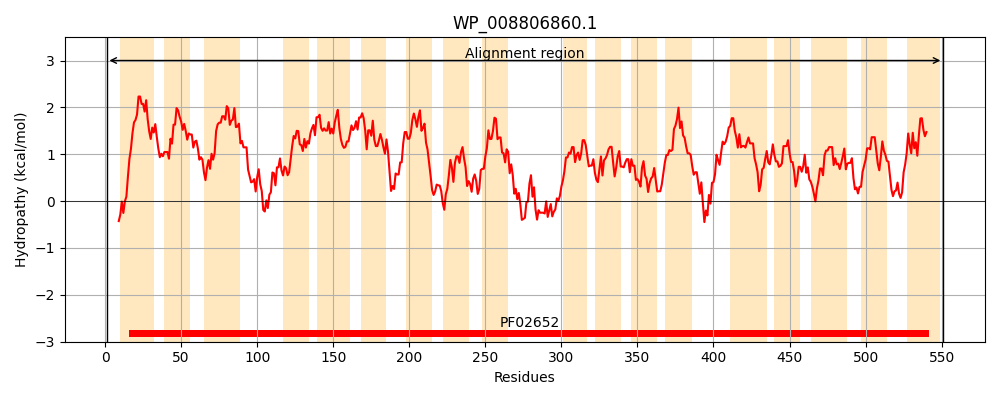 WP_008806860.1
Alignment region
3
2
1
0
−1
−2
−3
Hydropathy (kcal/mol)
PF02652
0 50 100 150 200 250 300 350 400 450 500 550
Residues